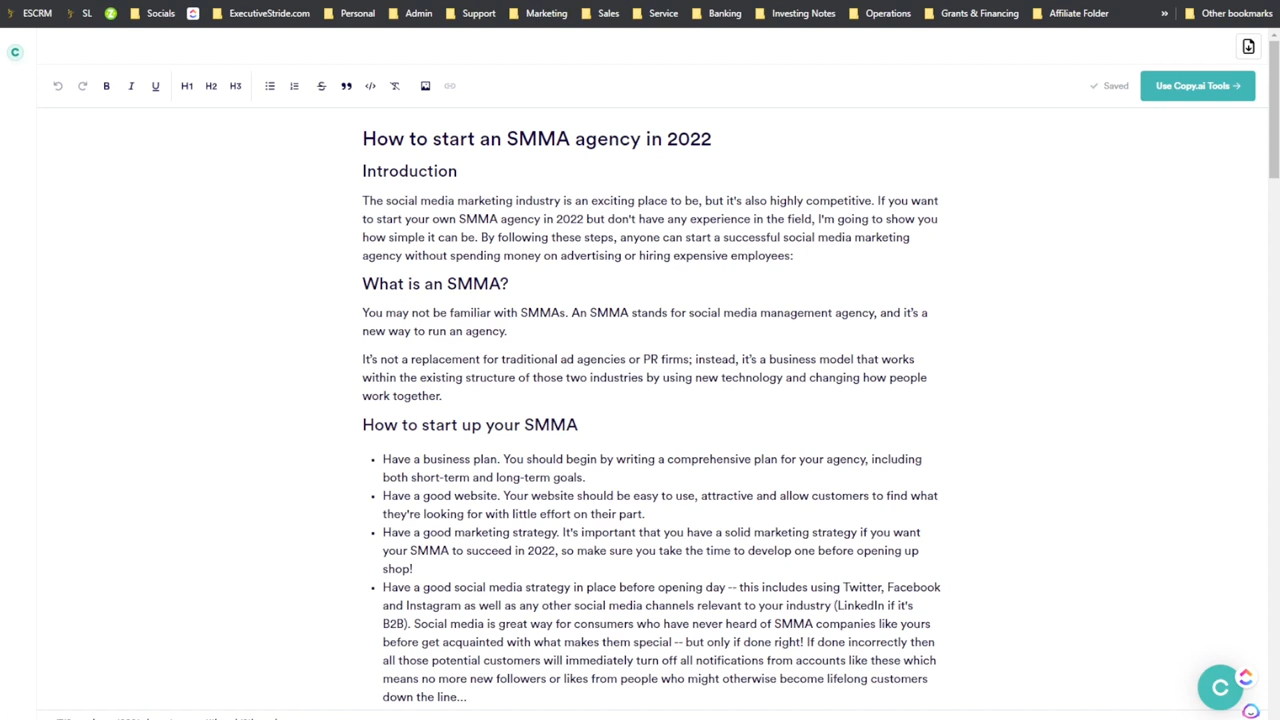 ESCRM SL Socials ExecutiveStride.com Personal Admin Support Marketing Sales Service Banking Investing Notes Operations Grants & Financing Affiliate Folder » Other bookmarks
C
B I U H1 H2 H3 Saved Use Copy.ai Tools →
How to start an SMMA agency in 2022
Introduction
The social media marketing industry is an exciting place to be, but it's also highly competitive. If you want
to start your own SMMA agency in 2022 but don't have any experience in the field, I'm going to show you
how simple it can be. By following these steps, anyone can start a successful social media marketing
agency without spending money on advertising or hiring expensive employees:
What is an SMMA?
You may not be familiar with SMMAs. An SMMA stands for social media management agency, and it's a
new way to run an agency.
It's not a replacement for traditional ad agencies or PR firms; instead, it's a business model that works
within the existing structure of those two industries by using new technology and changing how people
work together.
How to start up your SMMA
• Have a business plan. You should begin by writing a comprehensive plan for your agency, including
both short-term and long-term goals.
• Have a good website. Your website should be easy to use, attractive and allow customers to find what
they're looking for with little effort on their part.
• Have a good marketing strategy. It's important that you have a solid marketing strategy if you want
your SMMA to succeed in 2022, so make sure you take the time to develop one before opening up
shop!
• Have a good social media strategy in place before opening day -- this includes using Twitter, Facebook
and Instagram as well as any other social media channels relevant to your industry (LinkedIn if it's
B2B). Social media is great way for consumers who have never heard of SMMA companies like yours
before get acquainted with what makes them special -- but only if done right! If done incorrectly then
all those potential customers will immediately turn off all notifications from accounts like these which
means no more new followers or likes from people who might otherwise become lifelong customers
down the line...
C